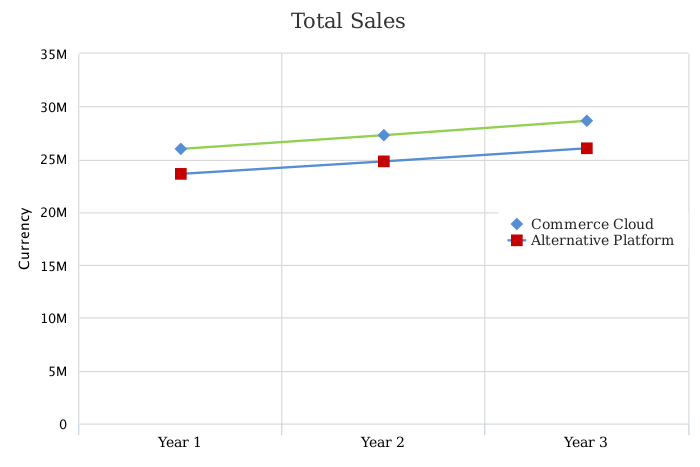 Total Sales
35M
30M
25M
20M
15M
10M
5M
0
Currency
Commerce Cloud
Alternative Platform
Year 1
Year 2
Year 3